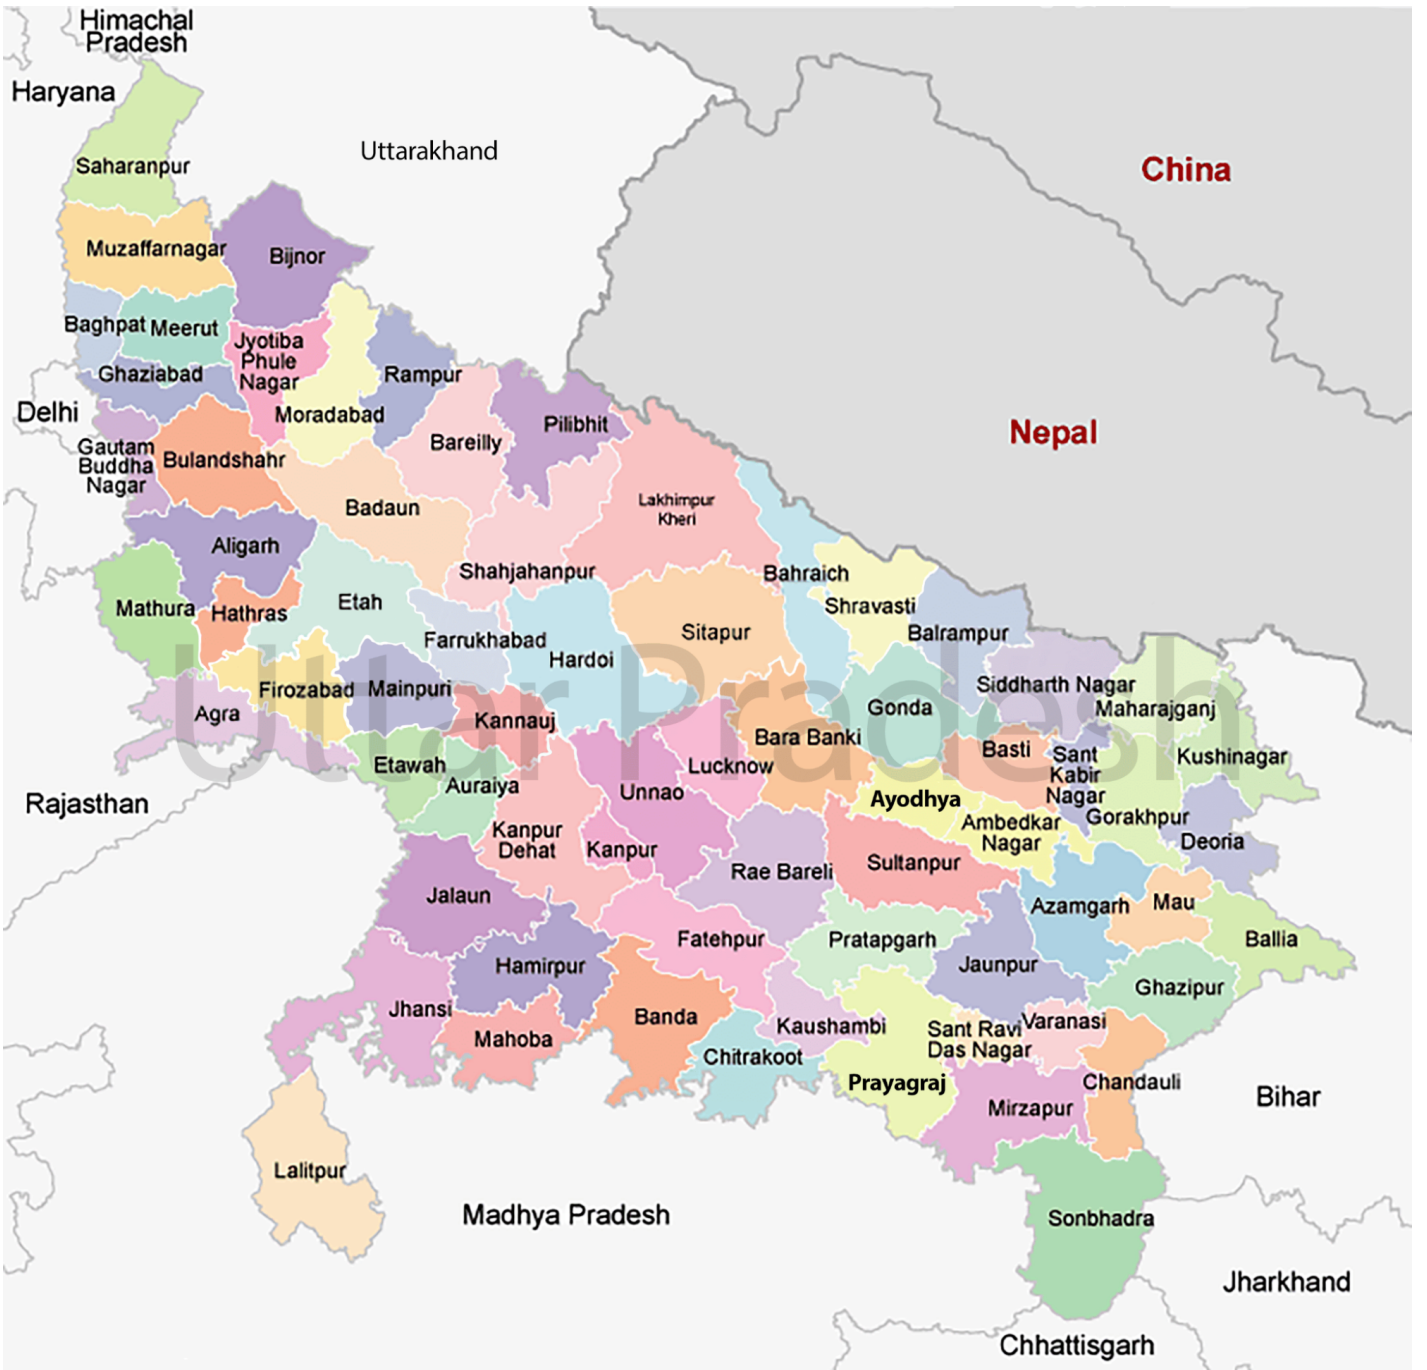 Himachal
Pradesh
Haryana
Uttarakhand
China
Saharanpur
Muzaffarnagar
Bijnor
Baghpat
Meerut
Jyotiba
Phule
Nagar
Ghaziabad
Rampur
Delhi
Moradabad
Pilibhit
Nepal
Gautam
Buddha
Nagar
Bulandshahr
Bareilly
Badaun
Lakhimpur
Kheri
Aligarh
Shahjahanpur
Bahraich
Mathura
Hathras
Etah
Shravasti
Farrukhabad
Sitapur
Balrampur
Hardoi
Uttar Pradesh
Firozabad
Mainpuri
Siddharth Nagar
Agra
Kannauj
Gonda
Maharajganj
Bara Banki
Basti
Sant
Kabir
Nagar
Kushinagar
Etawah
Lucknow
Auraiya
Unnao
Ayodhya
Rajasthan
Ambedkar
Nagar
Gorakhpur
Kanpur
Dehat
Kanpur
Deoria
Rae Bareli
Sultanpur
Jalaun
Azamgarh
Mau
Fatehpur
Pratapgarh
Ballia
Hamirpur
Jaunpur
Ghazipur
Jhansi
Banda
Kaushambi
Sant Ravi
Das Nagar
Varanasi
Mahoba
Chitrakoot
Prayagraj
Chandauli
Mirzapur
Bihar
Lalitpur
Madhya Pradesh
Sonbhadra
Jharkhand
Chhattisgarh